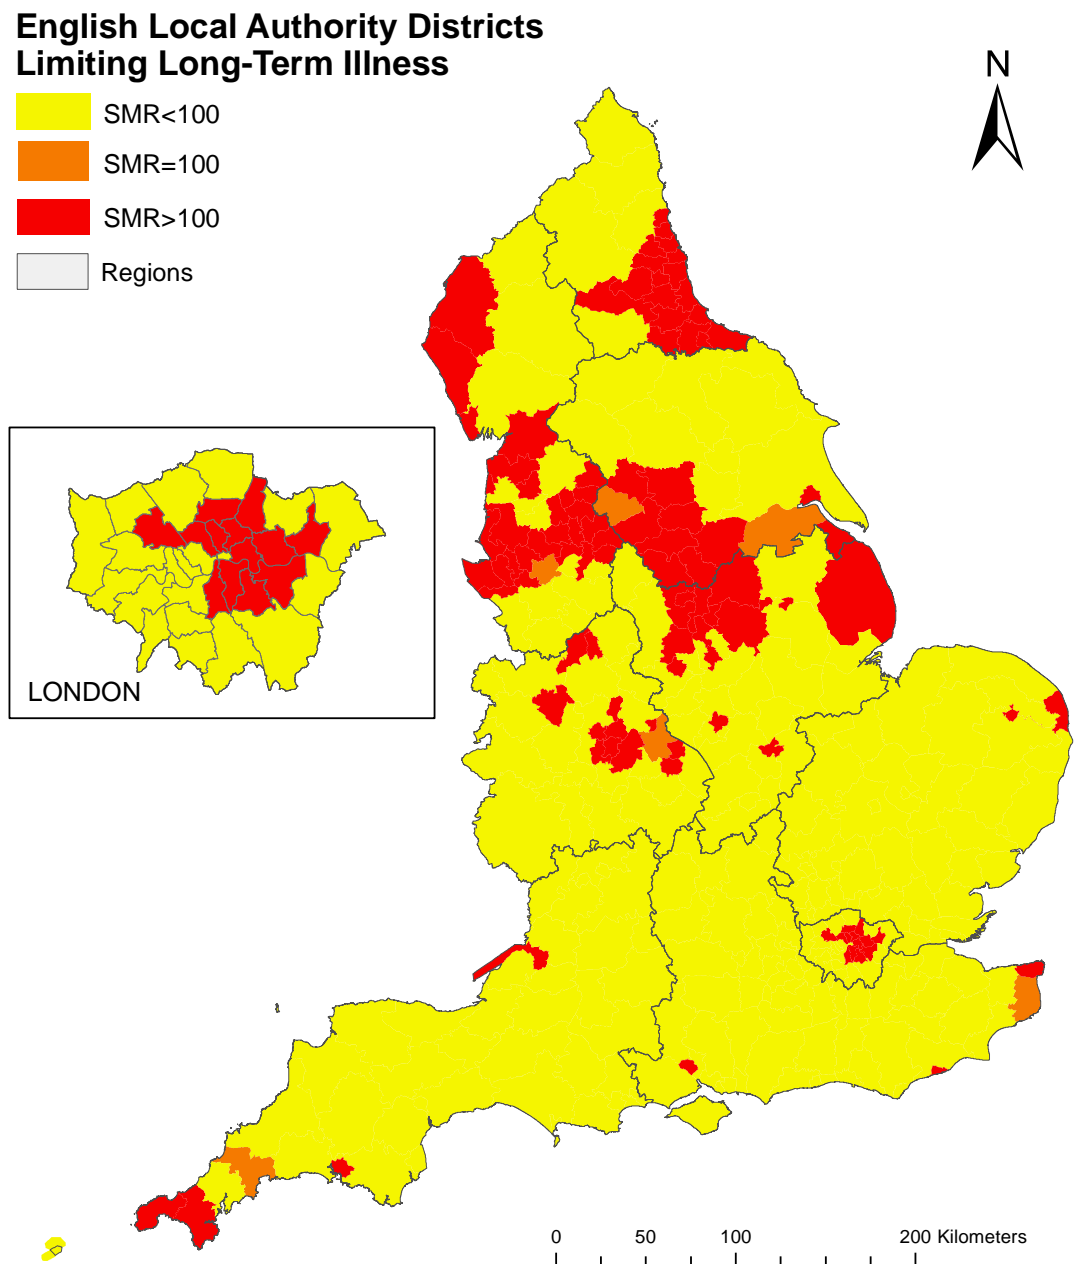 English Local Authority Districts
Limiting Long-Term Illness
N
SMR<100
SMR=100
SMR>100
Regions
LONDON
0 50 100 200 Kilometers